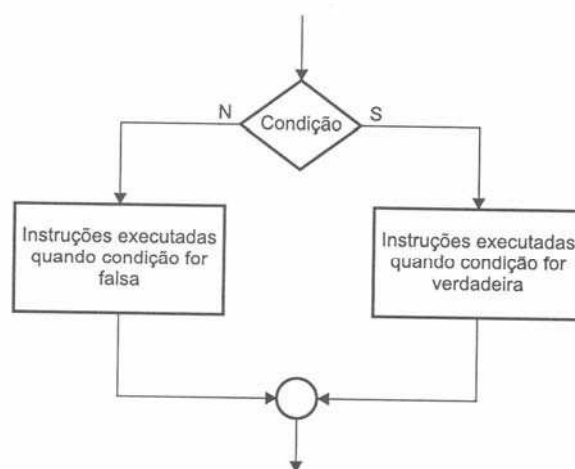 N
Condição
S
Instruções executadas
quando condição for
falsa
Instruções executadas
quando condição for
verdadeira